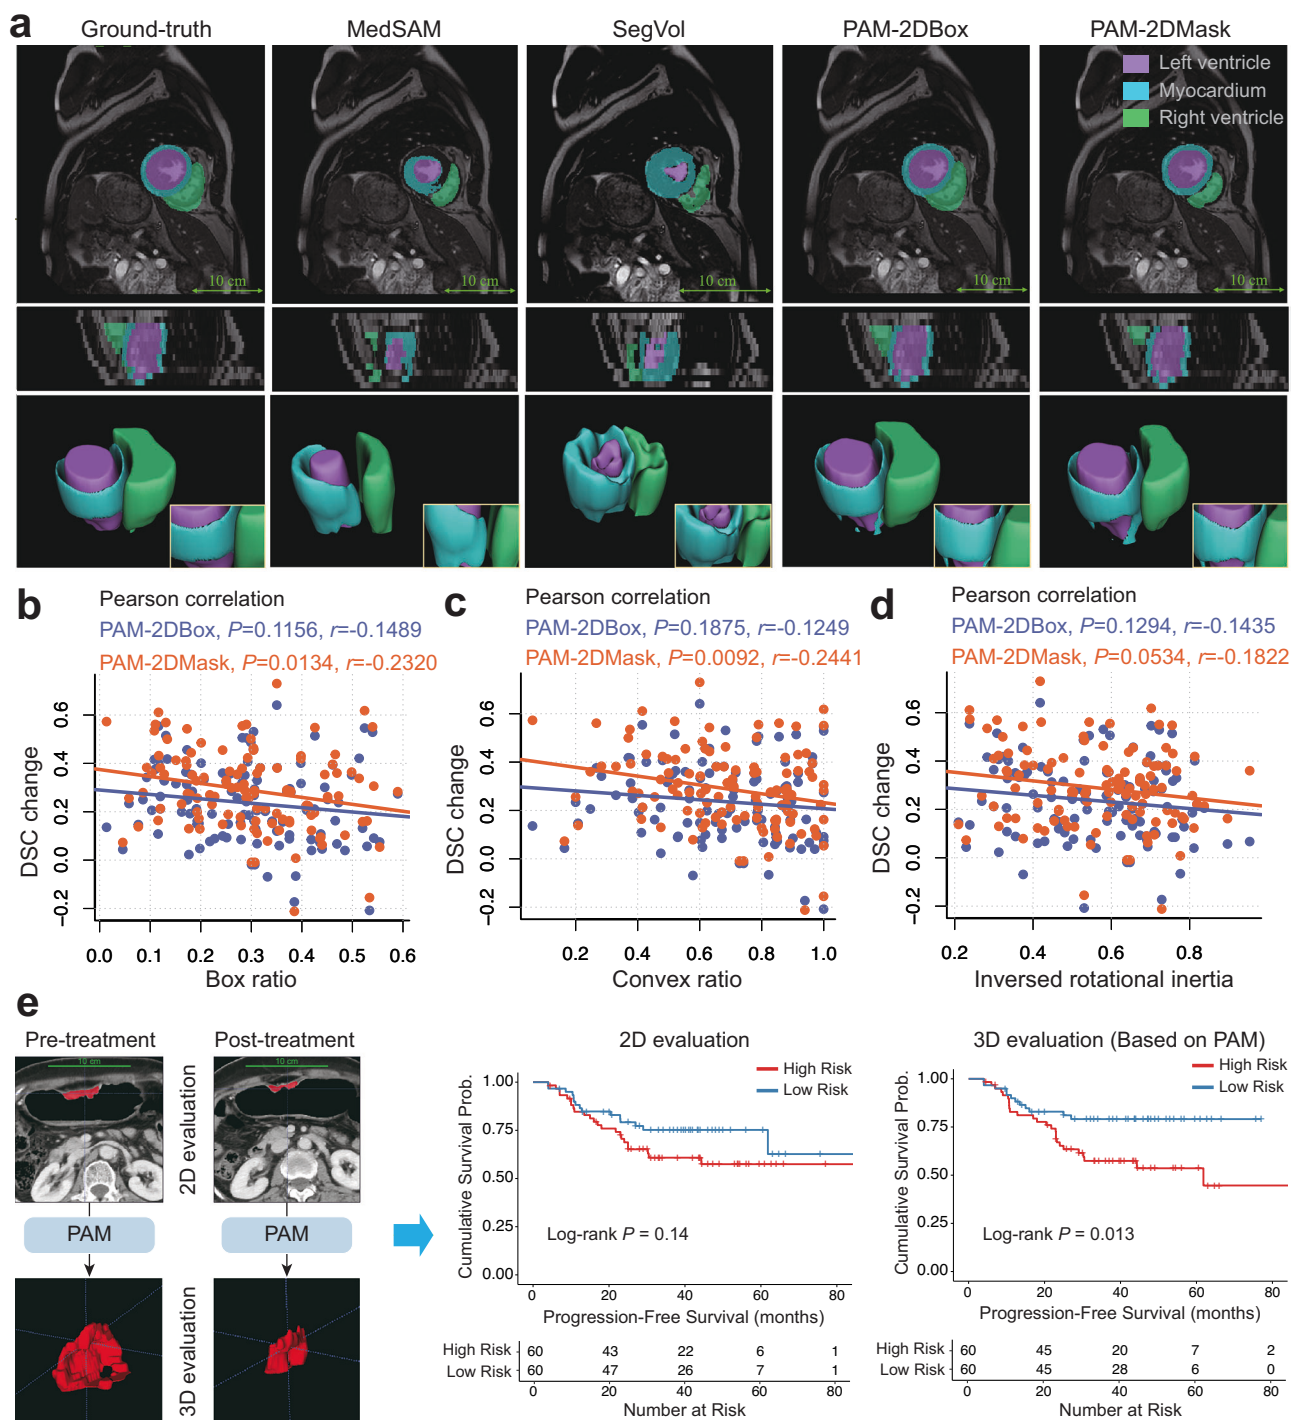 a
Ground-truth MedSAM SegVol PAM-2DBox PAM-2DMask
Left ventricle
Myocardium
Right ventricle
10 cm 10 cm 10 cm 10 cm 10 cm
b
Pearson correlation
PAM-2DBox, P=0.1156, r=-0.1489
PAM-2DMask, P=0.0134, r=-0.2320
DSC change
0.6
0.4
0.2
0.0
−0.2
0.0 0.1 0.2 0.3 0.4 0.5 0.6
Box ratio
c
Pearson correlation
PAM-2DBox, P=0.1875, r=-0.1249
PAM-2DMask, P=0.0092, r=-0.2441
DSC change
0.6
0.4
0.2
0.0
−0.2
0.2 0.4 0.6 0.8 1.0
Convex ratio
d
Pearson correlation
PAM-2DBox, P=0.1294, r=-0.1435
PAM-2DMask, P=0.0534, r=-0.1822
DSC change
0.6
0.4
0.2
0.0
−0.2
0.2 0.4 0.6 0.8
Inversed rotational inertia
e
Pre-treatment Post-treatment
10 cm 10 cm
2D evaluation
PAM PAM
3D evaluation
2D evaluation
High Risk
Low Risk
Cumulative Survival Prob.
1.00
0.75
0.50
0.25
0.00
Log-rank P = 0.14
0 20 40 60 80
Progression-Free Survival (months)
High Risk 60 43 22 6 1
Low Risk 60 47 26 7 1
0 20 40 60 80
Number at Risk
3D evaluation (Based on PAM)
High Risk
Low Risk
Cumulative Survival Prob.
1.00
0.75
0.50
0.25
0.00
Log-rank P = 0.013
0 20 40 60 80
Progression-Free Survival (months)
High Risk 60 45 20 7 2
Low Risk 60 45 28 6 0
0 20 40 60 80
Number at Risk